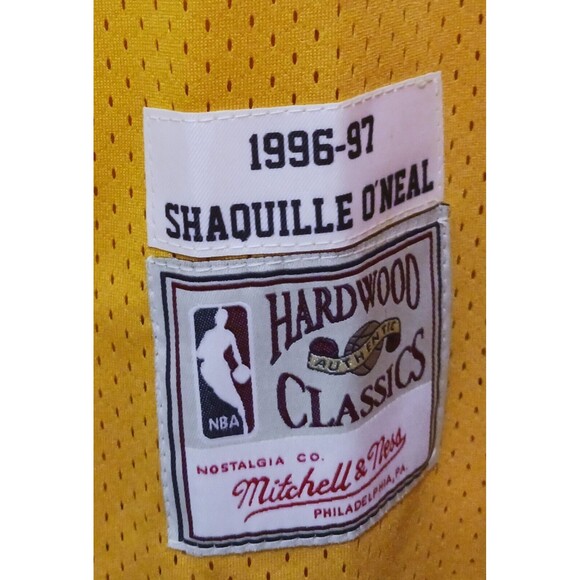 1996-97
SHAQUILLE O'NEAL
HARDWOOD
AUTHENTIC
CLASSICS
NBA
NOSTALGIA CO.
Mitchell & Ness
PHILADELPHIA, PA.